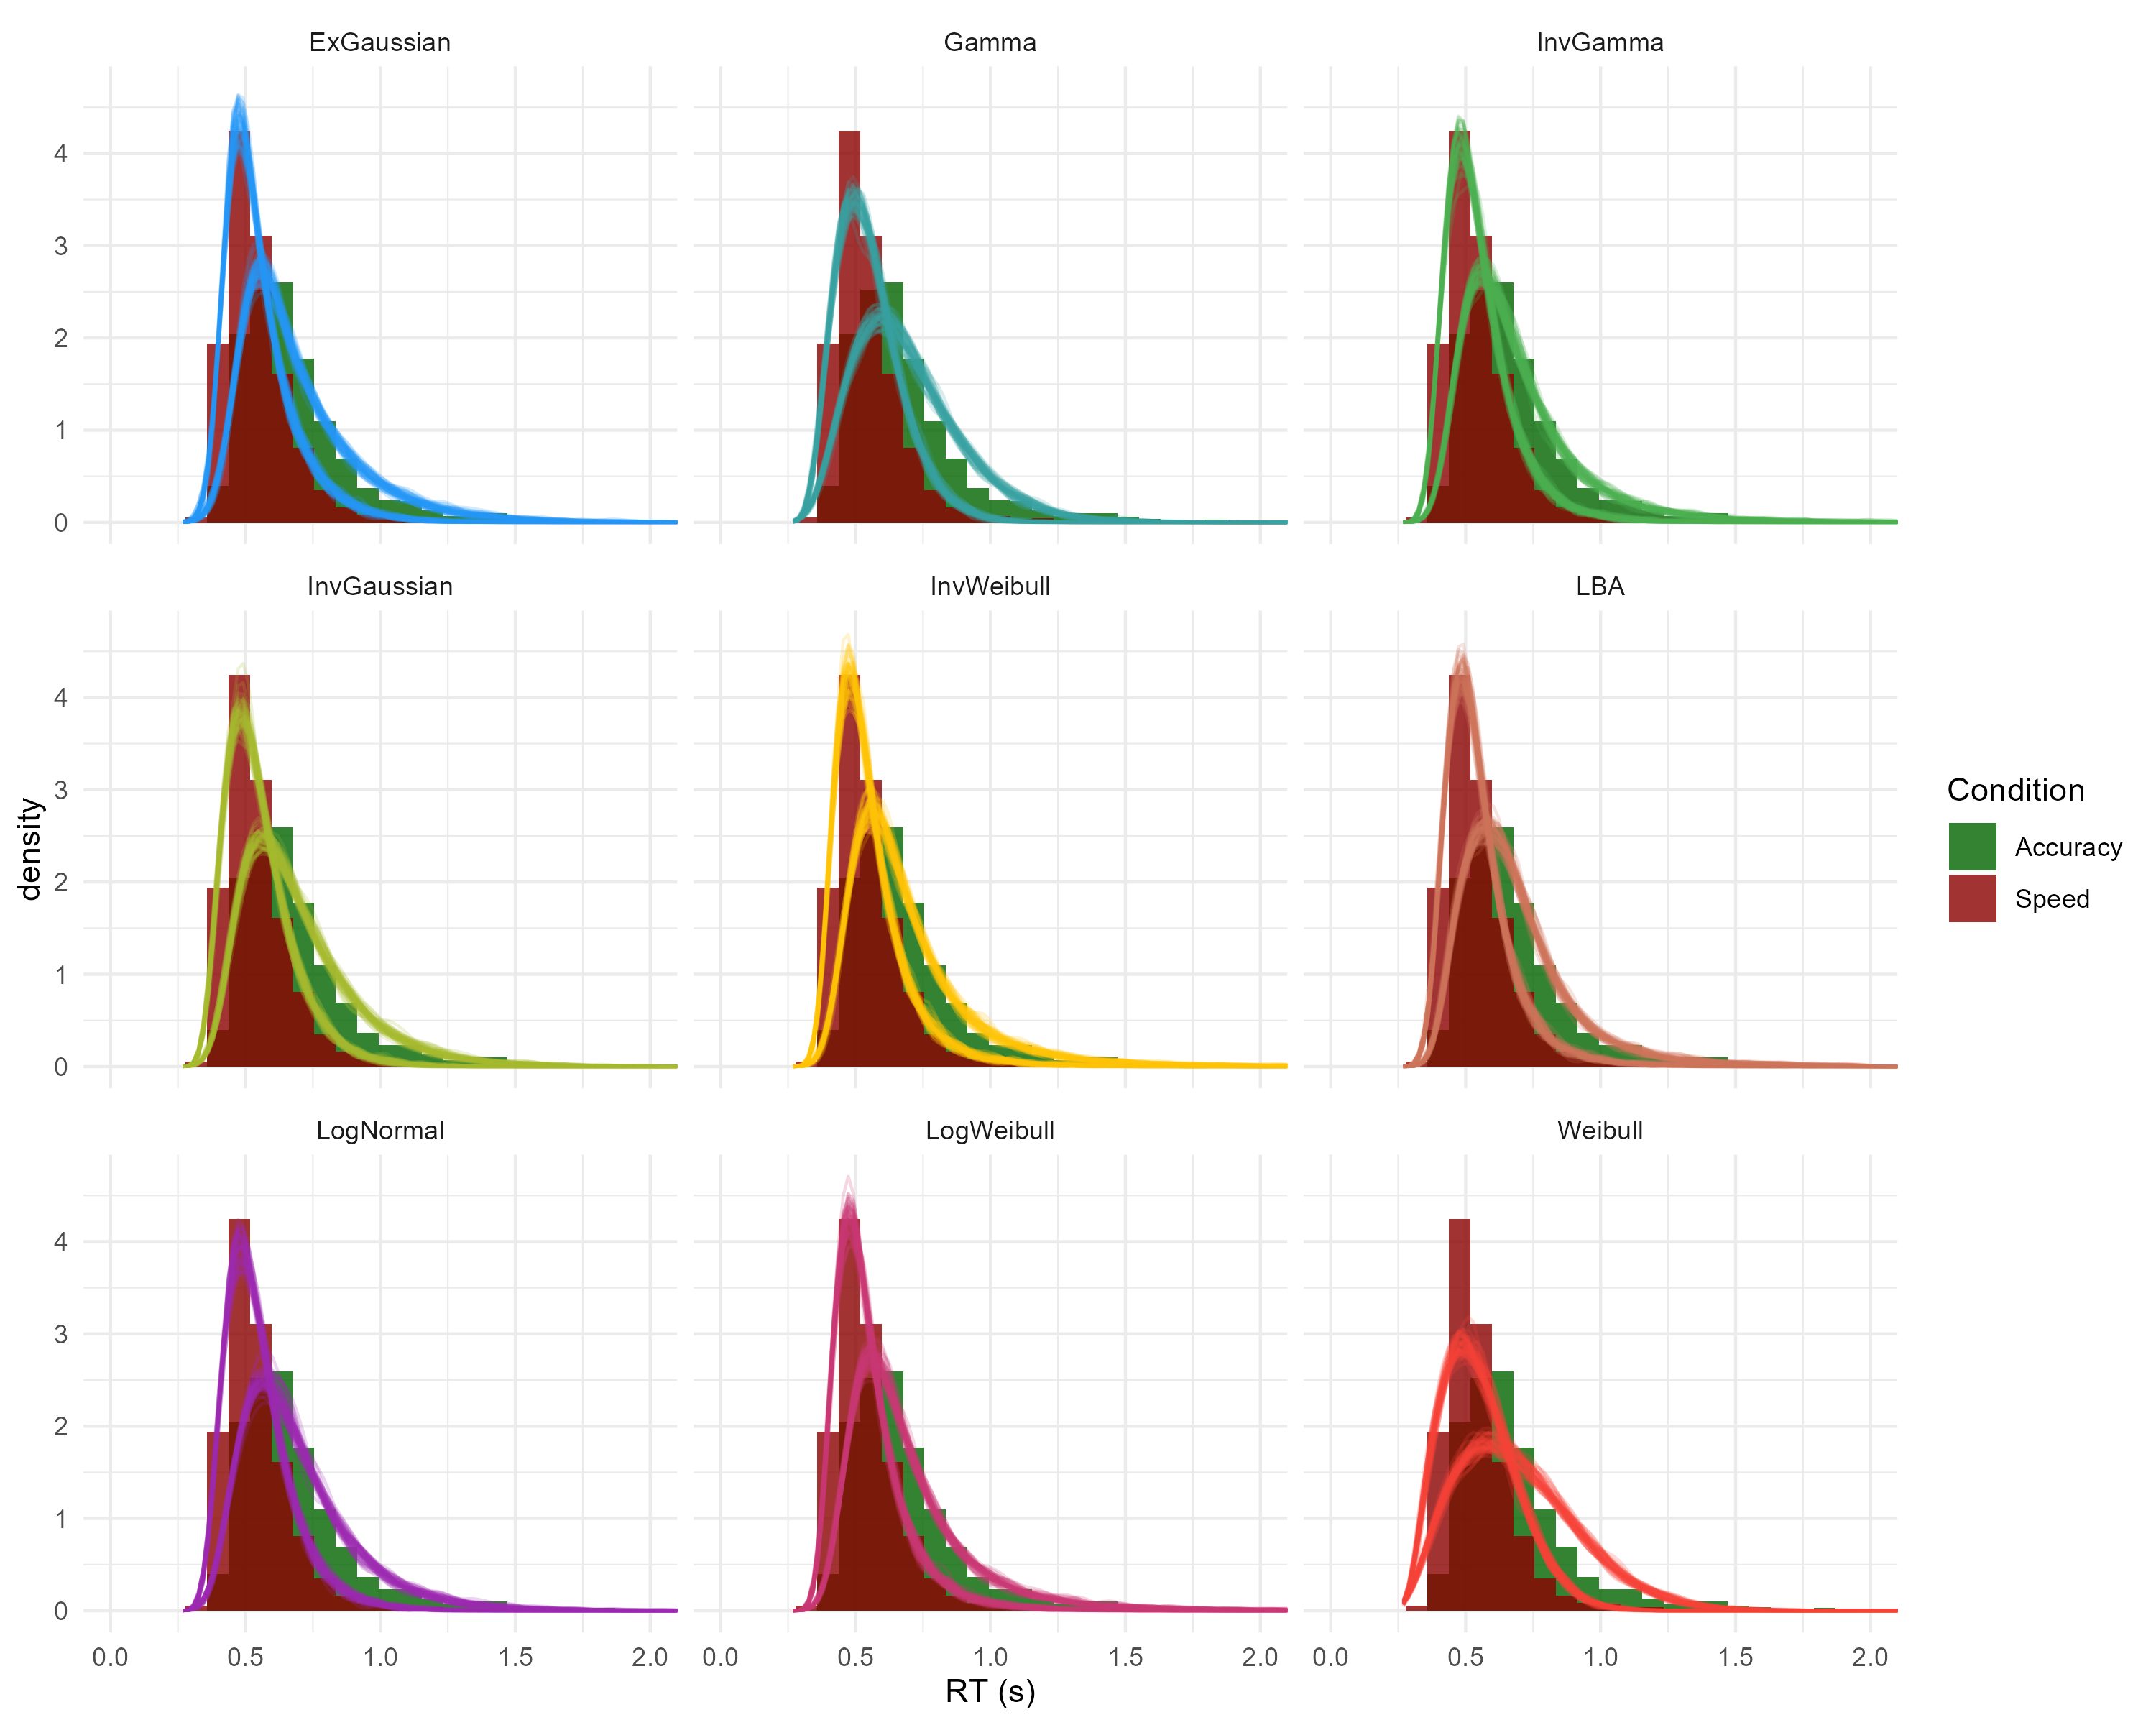 ExGaussian Gamma InvGamma
4
3
2
1
0
InvGaussian InvWeibull LBA
4
3
2
1
0
LogNormal LogWeibull Weibull
4
3
2
1
0
0.0 0.5 1.0 1.5 2.0 0.0 0.5 1.0 1.5 2.0 0.0 0.5 1.0 1.5 2.0
RT (s)
density
Condition
Accuracy
Speed